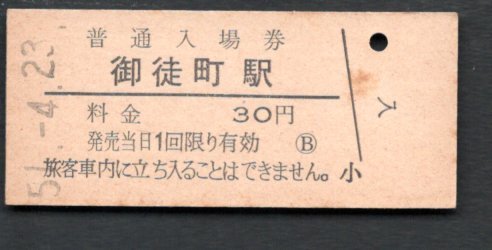 51.-4.23
普通入場券
御徒町駅
料金 30円
発売当日1回限り有効 Ⓑ
旅客車内に立ち入ることはできません。
小
入